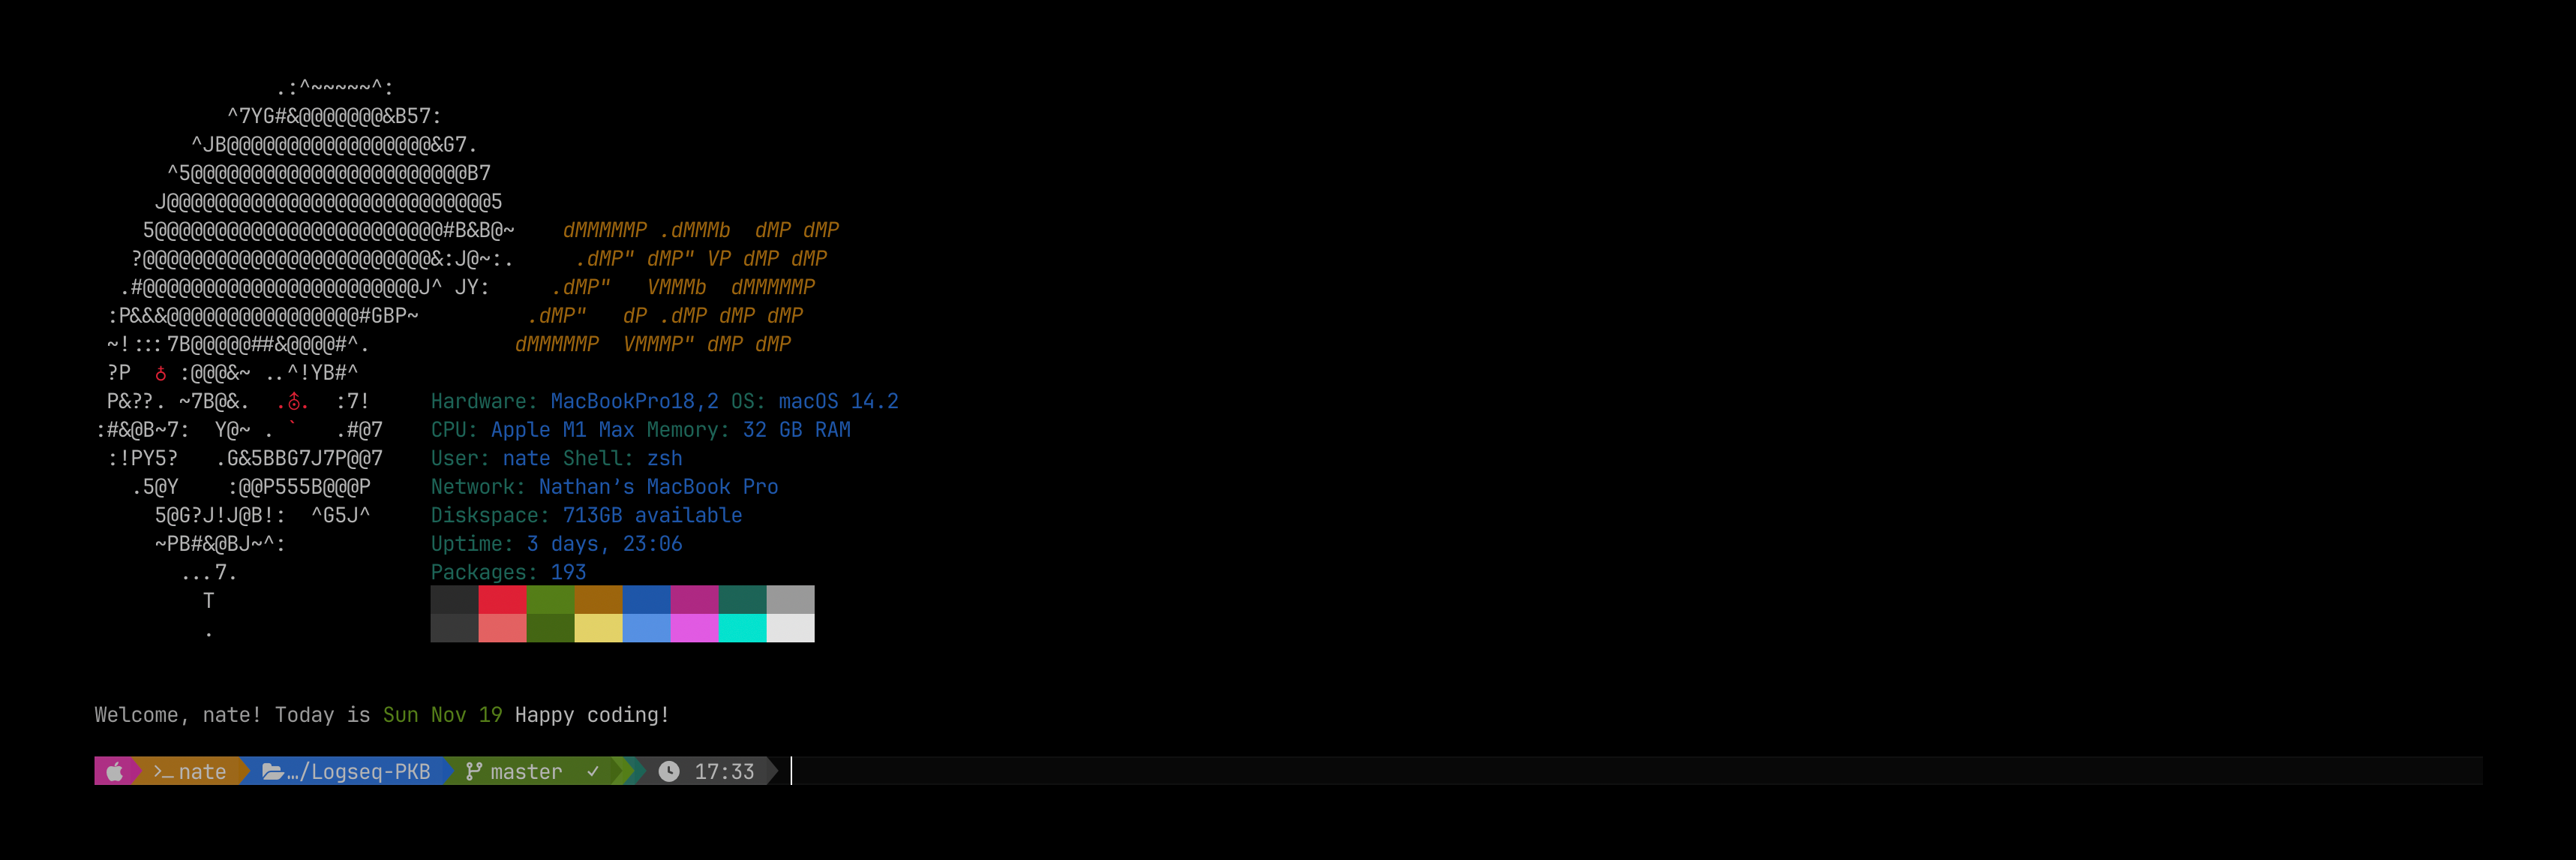 .:^~~~~~^:
^7YG#&@@@@@@@&B57:
^JB@@@@@@@@@@@@@@@@@&G7.
^5@@@@@@@@@@@@@@@@@@@@@@@B7
J@@@@@@@@@@@@@@@@@@@@@@@@@@@5
5@@@@@@@@@@@@@@@@@@@@@@@@#B&B@~    dMMMMMP .dMMMb  dMP dMP
?@@@@@@@@@@@@@@@@@@@@@@@@&:J@~:.     .dMP" dMP" VP dMP dMP
.#@@@@@@@@@@@@@@@@@@@@@@@J^ JY:     .dMP"   VMMMb  dMMMMMP
:P&&&@@@@@@@@@@@@@@@@#GBP~         .dMP"   dP .dMP dMP dMP
~!:::7B@@@@@##&@@@@#^.            dMMMMMP  VMMMP" dMP dMP
?P  ♁ :@@@&~ ..^!YB#^
P&??. ~7B@&.  .⛢.  :7!    Hardware: MacBookPro18,2 OS: macOS 14.2
:#&@B~7:  Y@~ . `   .#@7    CPU: Apple M1 Max Memory: 32 GB RAM
:!PY5?   .G&5BBG7J7P@@7    User: nate Shell: zsh
.5@Y    :@@P555B@@@P     Network: Nathan’s MacBook Pro
5@G?J!J@B!:  ^G5J^     Diskspace: 713GB available
~PB#&@BJ~^:            Uptime: 3 days, 23:06
...7.                Packages: 193
T
.
Welcome, nate! Today is Sun Nov 19 Happy coding!
>_ nate …/Logseq-PKB master ✓ 17:33